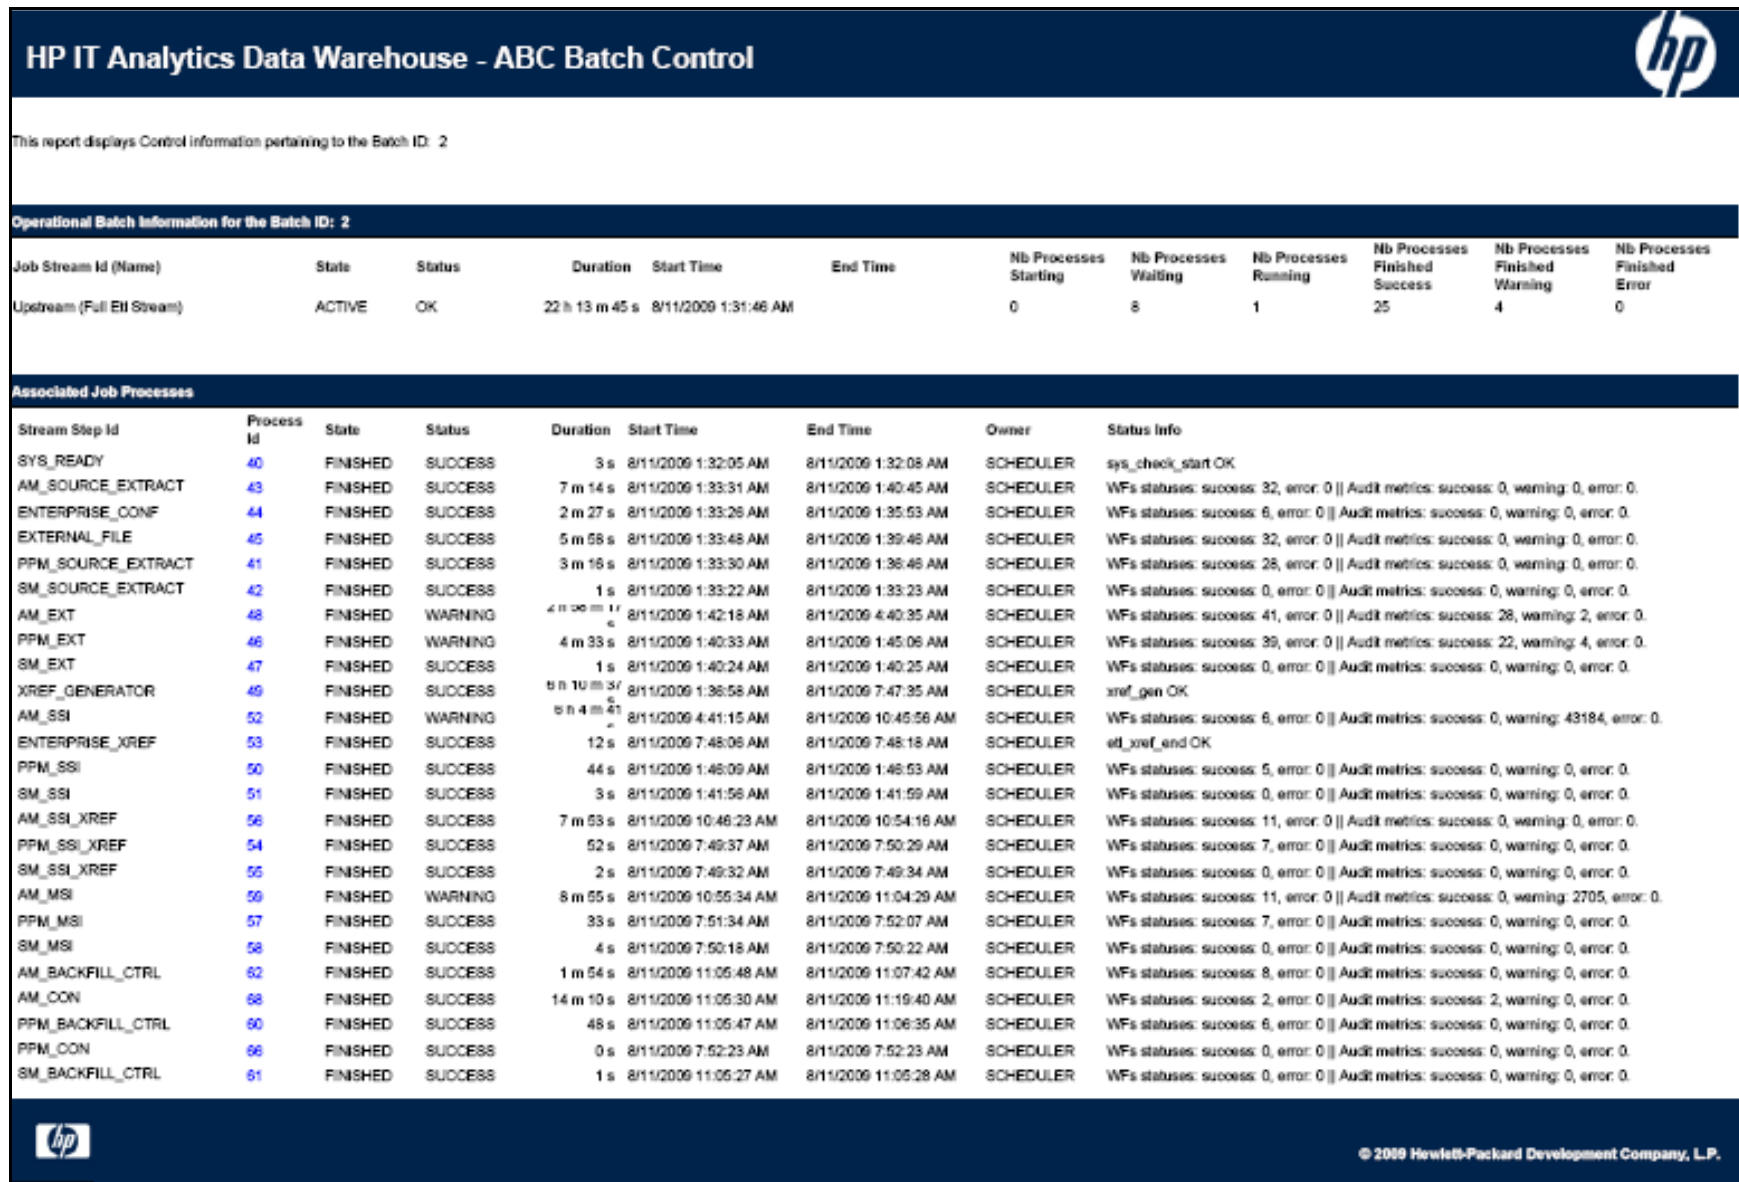 HP IT Analytics Data Warehouse - ABC Batch Control
hp
This report displays Control information pertaining to the Batch ID: 2
Operational Batch Information for the Batch ID: 2
Job Stream Id (Name) State Status Duration Start Time End Time Nb Processes Starting Nb Processes Waiting Nb Processes Running Nb Processes Finished Success Nb Processes Finished Warning Nb Processes Finished Error
Upstream (Full Etl Stream) ACTIVE OK 22 h 13 m 45 s 8/11/2009 1:31:46 AM 0 8 1 25 4 0
Associated Job Processes
Stream Step Id Process Id State Status Duration Start Time End Time Owner Status Info
SYS_READY 40 FINISHED SUCCESS 3 s 8/11/2009 1:32:05 AM 8/11/2009 1:32:08 AM SCHEDULER sys_check_start OK
AM_SOURCE_EXTRACT 43 FINISHED SUCCESS 7 m 14 s 8/11/2009 1:33:31 AM 8/11/2009 1:40:45 AM SCHEDULER WFs statuses: success: 32, error: 0 || Audit metrics: success: 0, warning: 0, error: 0.
ENTERPRISE_CONF 44 FINISHED SUCCESS 2 m 27 s 8/11/2009 1:33:26 AM 8/11/2009 1:35:53 AM SCHEDULER WFs statuses: success: 6, error: 0 || Audit metrics: success: 0, warning: 0, error: 0.
EXTERNAL_FILE 45 FINISHED SUCCESS 5 m 58 s 8/11/2009 1:33:48 AM 8/11/2009 1:39:46 AM SCHEDULER WFs statuses: success: 32, error: 0 || Audit metrics: success: 0, warning: 0, error: 0.
PPM_SOURCE_EXTRACT 41 FINISHED SUCCESS 3 m 16 s 8/11/2009 1:33:30 AM 8/11/2009 1:36:46 AM SCHEDULER WFs statuses: success: 28, error: 0 || Audit metrics: success: 0, warning: 0, error: 0.
SM_SOURCE_EXTRACT 42 FINISHED SUCCESS 1 s 8/11/2009 1:33:22 AM 8/11/2009 1:33:23 AM SCHEDULER WFs statuses: success: 0, error: 0 || Audit metrics: success: 0, warning: 0, error: 0.
AM_EXT 48 FINISHED WARNING 8/11/2009 1:42:18 AM 8/11/2009 4:40:35 AM SCHEDULER WFs statuses: success: 41, error: 0 || Audit metrics: success: 28, warning: 2, error: 0.
PPM_EXT 46 FINISHED WARNING 4 m 33 s 8/11/2009 1:40:33 AM 8/11/2009 1:45:06 AM SCHEDULER WFs statuses: success: 39, error: 0 || Audit metrics: success: 22, warning: 4, error: 0.
SM_EXT 47 FINISHED SUCCESS 1 s 8/11/2009 1:40:24 AM 8/11/2009 1:40:25 AM SCHEDULER WFs statuses: success: 0, error: 0 || Audit metrics: success: 0, warning: 0, error: 0.
XREF_GENERATOR 49 FINISHED SUCCESS 6 h 10 m 37 s 8/11/2009 1:36:58 AM 8/11/2009 7:47:35 AM SCHEDULER xref_gen OK
AM_SSI 52 FINISHED WARNING 6 h 4 m 41 8/11/2009 4:41:15 AM 8/11/2009 10:45:56 AM SCHEDULER WFs statuses: success: 6, error: 0 || Audit metrics: success: 0, warning: 43184, error: 0.
ENTERPRISE_XREF 53 FINISHED SUCCESS 12 s 8/11/2009 7:48:06 AM 8/11/2009 7:48:18 AM SCHEDULER etl_xref_end OK
PPM_SSI 50 FINISHED SUCCESS 44 s 8/11/2009 1:46:09 AM 8/11/2009 1:46:53 AM SCHEDULER WFs statuses: success: 5, error: 0 || Audit metrics: success: 0, warning: 0, error: 0.
SM_SSI 51 FINISHED SUCCESS 3 s 8/11/2009 1:41:56 AM 8/11/2009 1:41:59 AM SCHEDULER WFs statuses: success: 0, error: 0 || Audit metrics: success: 0, warning: 0, error: 0.
AM_SSI_XREF 56 FINISHED SUCCESS 7 m 53 s 8/11/2009 10:46:23 AM 8/11/2009 10:54:16 AM SCHEDULER WFs statuses: success: 11, error: 0 || Audit metrics: success: 0, warning: 0, error: 0.
PPM_SSI_XREF 54 FINISHED SUCCESS 52 s 8/11/2009 7:49:37 AM 8/11/2009 7:50:29 AM SCHEDULER WFs statuses: success: 7, error: 0 || Audit metrics: success: 0, warning: 0, error: 0.
SM_SSI_XREF 55 FINISHED SUCCESS 2 s 8/11/2009 7:49:32 AM 8/11/2009 7:49:34 AM SCHEDULER WFs statuses: success: 0, error: 0 || Audit metrics: success: 0, warning: 0, error: 0.
AM_MSI 59 FINISHED WARNING 8 m 55 s 8/11/2009 10:55:34 AM 8/11/2009 11:04:29 AM SCHEDULER WFs statuses: success: 11, error: 0 || Audit metrics: success: 0, warning: 2705, error: 0.
PPM_MSI 57 FINISHED SUCCESS 33 s 8/11/2009 7:51:34 AM 8/11/2009 7:52:07 AM SCHEDULER WFs statuses: success: 7, error: 0 || Audit metrics: success: 0, warning: 0, error: 0.
SM_MSI 58 FINISHED SUCCESS 4 s 8/11/2009 7:50:18 AM 8/11/2009 7:50:22 AM SCHEDULER WFs statuses: success: 0, error: 0 || Audit metrics: success: 0, warning: 0, error: 0.
AM_BACKFILL_CTRL 62 FINISHED SUCCESS 1 m 54 s 8/11/2009 11:05:48 AM 8/11/2009 11:07:42 AM SCHEDULER WFs statuses: success: 8, error: 0 || Audit metrics: success: 0, warning: 0, error: 0.
AM_CON 68 FINISHED SUCCESS 14 m 10 s 8/11/2009 11:05:30 AM 8/11/2009 11:19:40 AM SCHEDULER WFs statuses: success: 2, error: 0 || Audit metrics: success: 2, warning: 0, error: 0.
PPM_BACKFILL_CTRL 60 FINISHED SUCCESS 48 s 8/11/2009 11:05:47 AM 8/11/2009 11:06:35 AM SCHEDULER WFs statuses: success: 6, error: 0 || Audit metrics: success: 0, warning: 0, error: 0.
PPM_CON 66 FINISHED SUCCESS 0 s 8/11/2009 7:52:23 AM 8/11/2009 7:52:23 AM SCHEDULER WFs statuses: success: 0, error: 0 || Audit metrics: success: 0, warning: 0, error: 0.
SM_BACKFILL_CTRL 61 FINISHED SUCCESS 1 s 8/11/2009 11:05:27 AM 8/11/2009 11:05:28 AM SCHEDULER WFs statuses: success: 0, error: 0 || Audit metrics: success: 0, warning: 0, error: 0.
hp
© 2009 Hewlett-Packard Development Company, L.P.